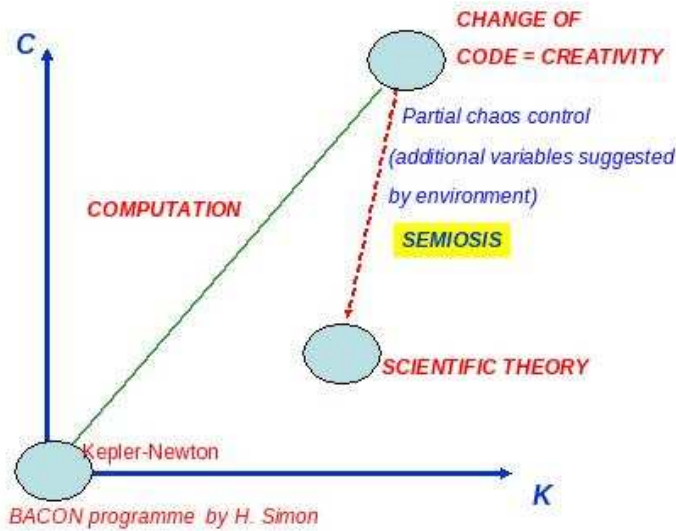 C
CHANGE OF
CODE = CREATIVITY
Partial chaos control
(additional variables suggested
by environment)
COMPUTATION
SEMIOSIS
SCIENTIFIC THEORY
Kepler-Newton
K
BACON programme by H. Simon